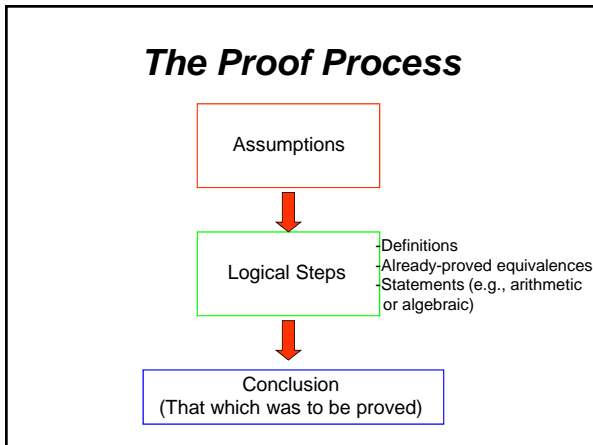 The Proof Process
Assumptions
Logical Steps
-Definitions
-Already-proved equivalences
-Statements (e.g., arithmetic
or algebraic)
Conclusion
(That which was to be proved)